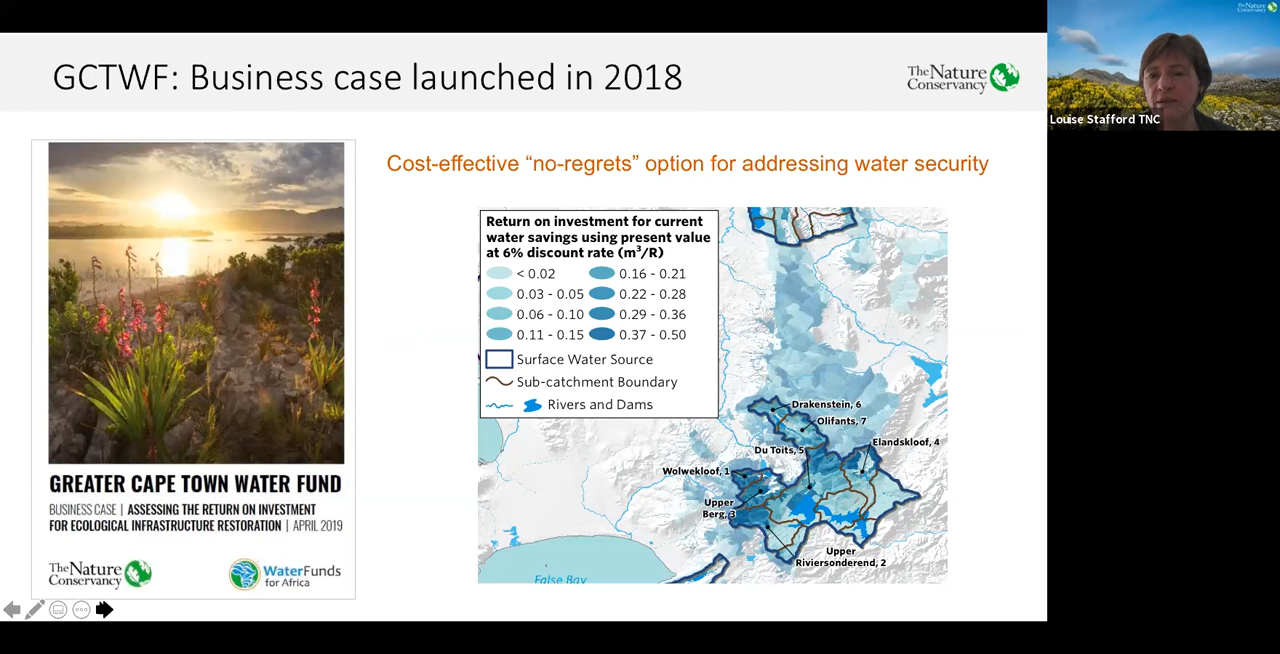 GCTWF: Business case launched in 2018
The Nature
Conservancy
The Nature
Conservancy
Louise Stafford TNC
Cost-effective “no-regrets” option for addressing water security
GREATER CAPE TOWN WATER FUND
BUSINESS CASE | ASSESSING THE RETURN ON INVESTMENT
FOR ECOLOGICAL INFRASTRUCTURE RESTORATION | APRIL 2019
The Nature
Conservancy
WaterFunds
for Africa
Return on investment for current
water savings using present value
at 6% discount rate (m³/R)
< 0.02
0.16 - 0.21
0.03 - 0.05
0.22 - 0.28
0.06 - 0.10
0.29 - 0.36
0.11 - 0.15
0.37 - 0.50
Surface Water Source
Sub-catchment Boundary
Rivers and Dams
Drakenstein, 6
Olifants, 7
Elandskloof, 4
Du Toits, 5
Wolwekloof, 1
Upper
Berg, 3
Upper
Riviersonderend, 2
False Bay